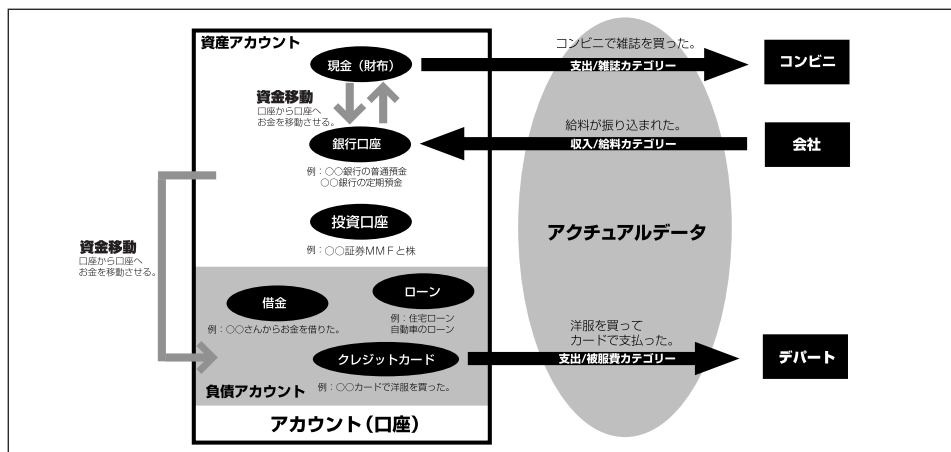 資産アカウント
現金（財布）
資金移動
口座から口座へ
お金を移動させる。
銀行口座
例：○○銀行の普通預金
○○銀行の定期預金
投資口座
例：○○証券MMFと株
資金移動
口座から口座へ
お金を移動させる。
借金
例：○○さんからお金を借りた。
ローン
例：住宅ローン
自動車のローン
クレジットカード
例：○○カードで洋服を買った。
負債アカウント
アカウント（口座）
コンビニで雑誌を買った。
支出/雑誌カテゴリー
コンビニ
給料が振り込まれた。
収入/給料カテゴリー
会社
アクチュアルデータ
洋服を買って
カードで支払った。
支出/被服費カテゴリー
デパート